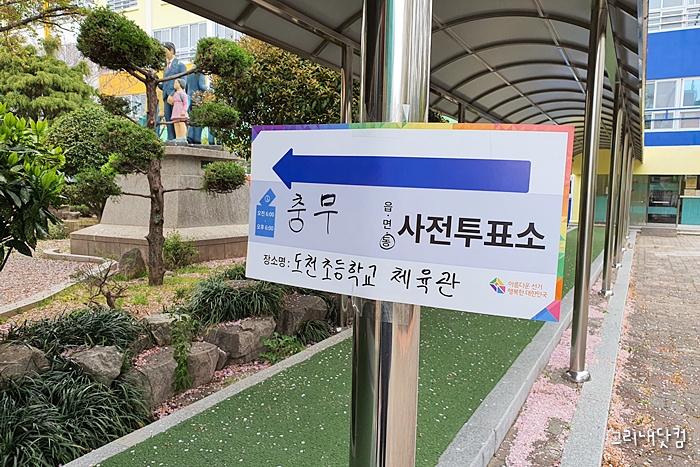 충무 읍·면·동 사전투표소
오전 6:00
~
오후 6:00
장소명: 도천초등학교 체육관
아름다운 선거
행복한 대한민국
그리내닷컴